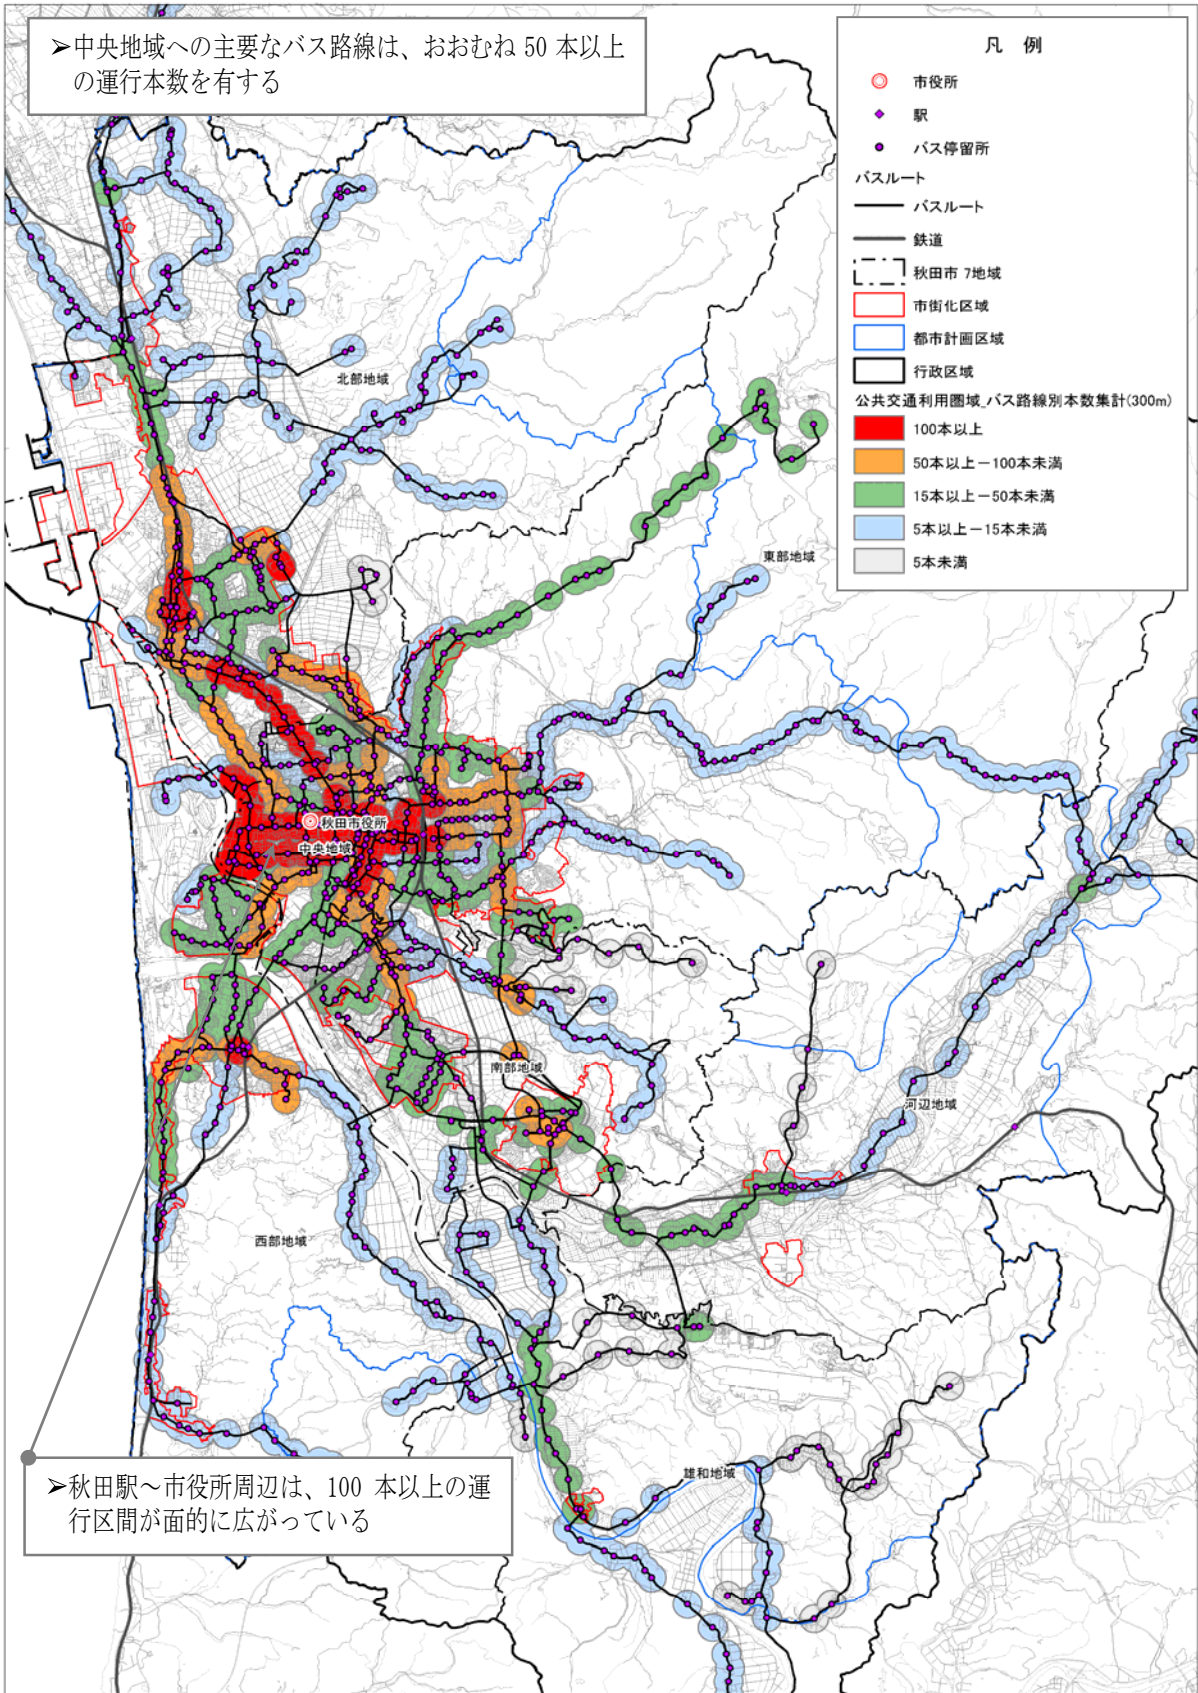 ➢中央地域への主要なバス路線は、おおむね 50 本以上
の運行本数を有する
凡 例
市役所
駅
バス停留所
バスルート
バスルート
鉄道
秋田市 7地域
市街化区域
都市計画区域
行政区域
公共交通利用圏域_バス路線別本数集計(300m)
100本以上
50本以上－100本未満
15本以上－50本未満
5本以上－15本未満
5本未満
北部地域
東部地域
秋田市役所
中央地域
南部地域
河辺地域
西部地域
雄和地域
➢秋田駅～市役所周辺は、100 本以上の運
行区間が面的に広がっている